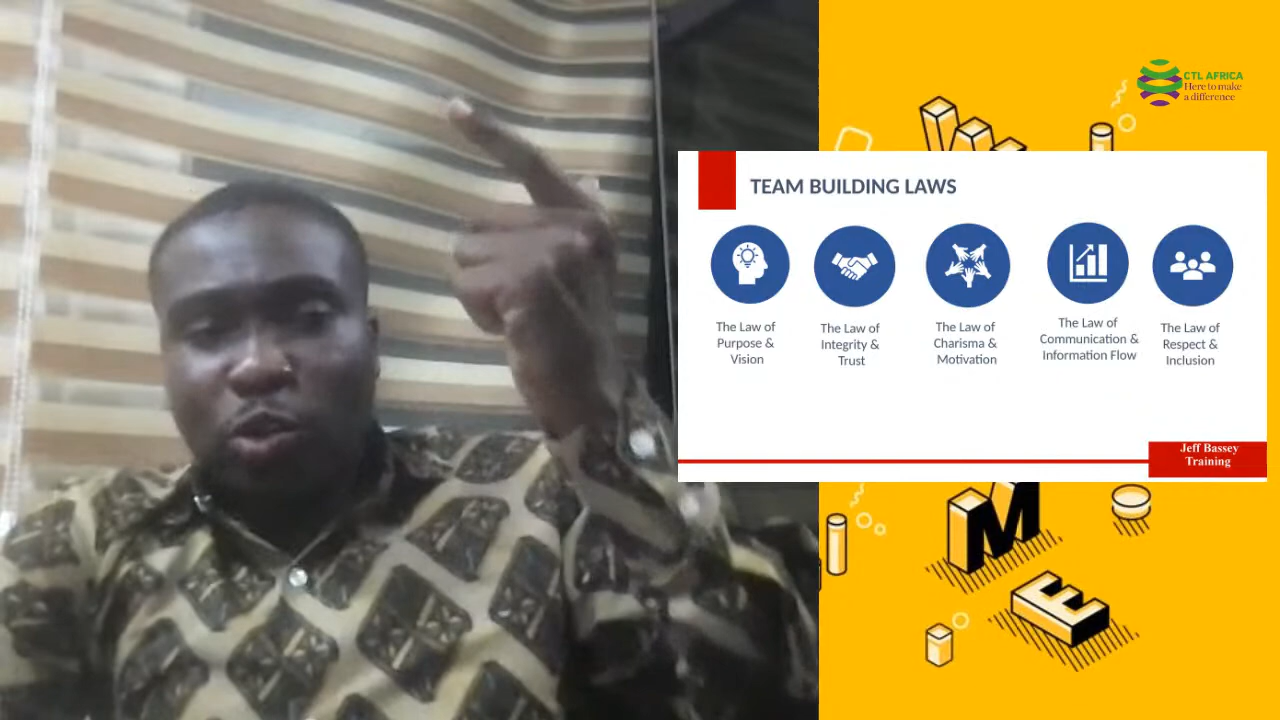 CTL AFRICA
Here to make
a difference
TEAM BUILDING LAWS
The Law of
Purpose &
Vision
The Law of
Integrity &
Trust
The Law of
Charisma &
Motivation
The Law of
Communication &
Information Flow
The Law of
Respect &
Inclusion
Jeff Bassey
Training
M
E